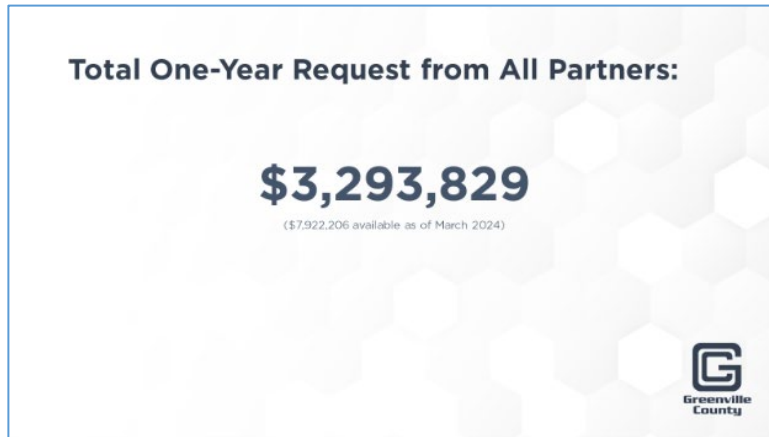 Total One-Year Request from All Partners:
$3,293,829
($7,922,206 available as of March 2024)
Greenville
County